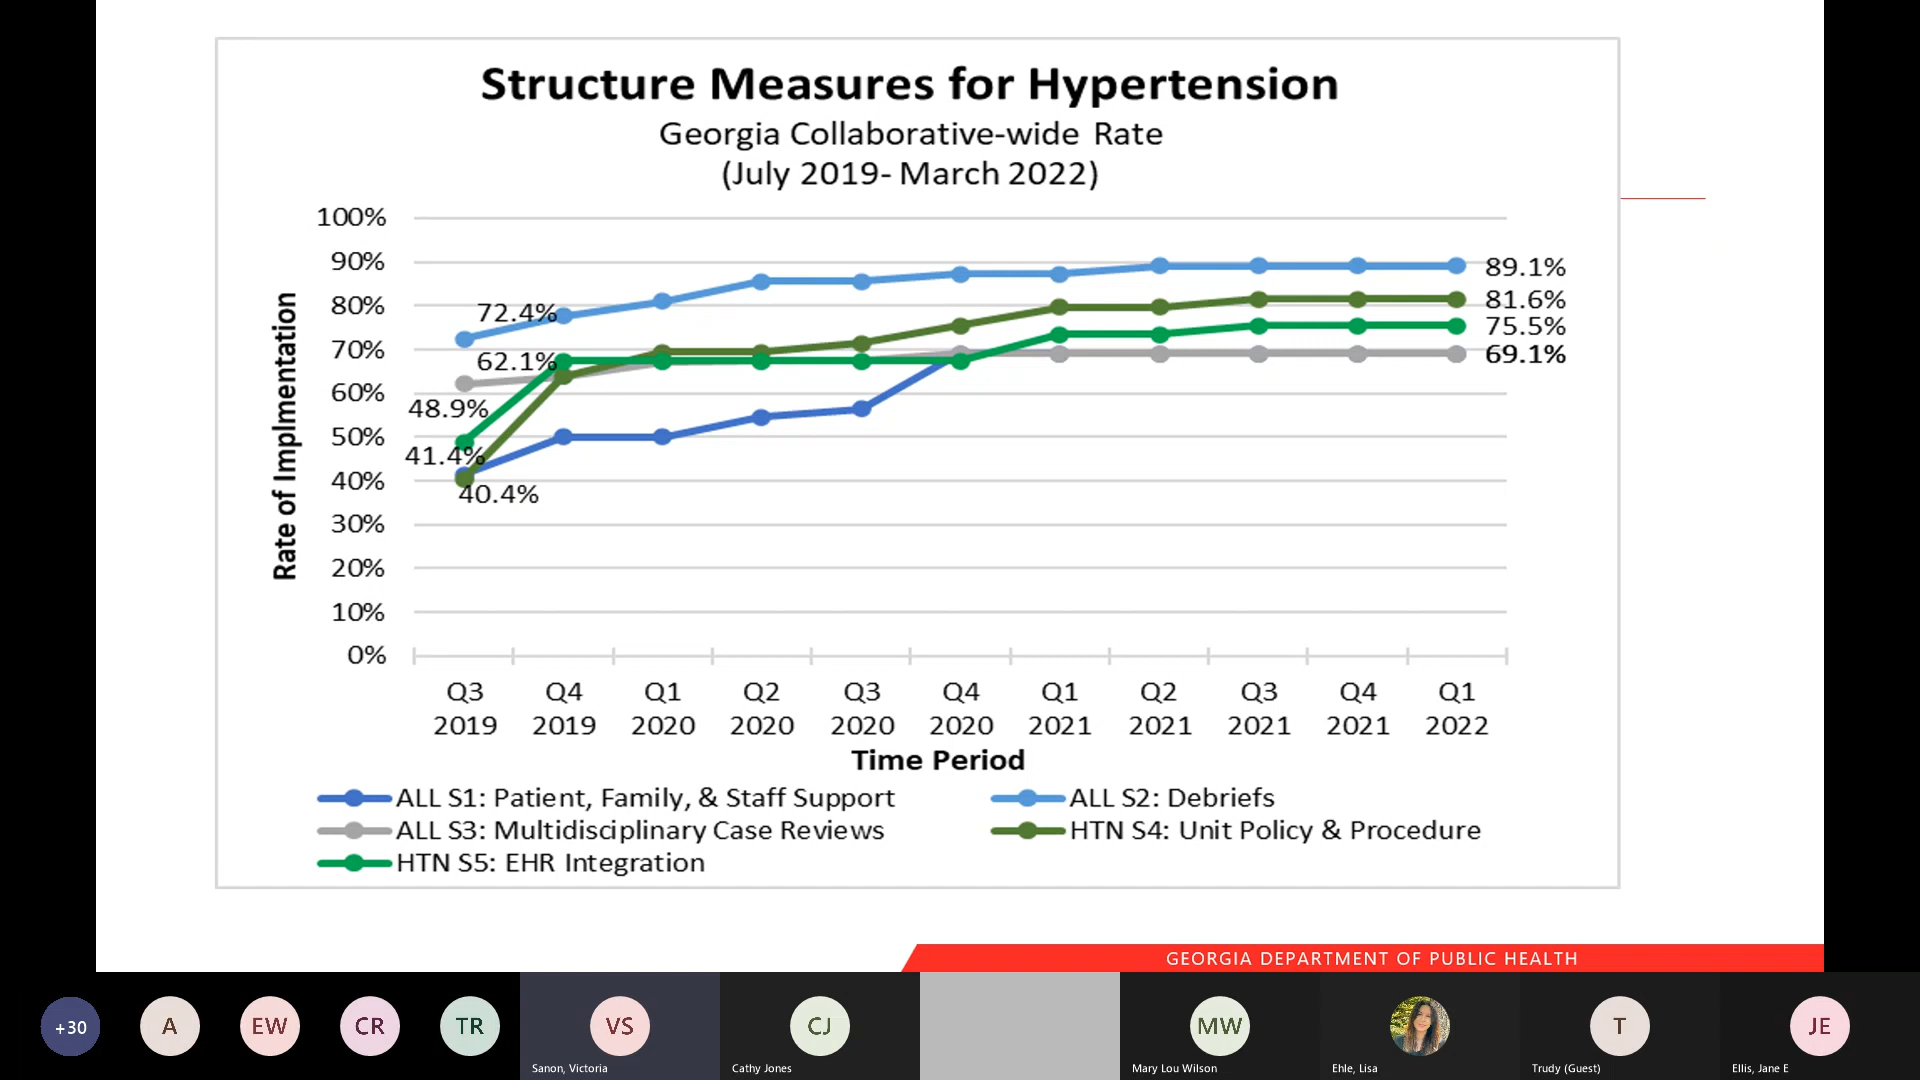 Structure Measures for Hypertension
Georgia Collaborative-wide Rate
(July 2019- March 2022)
Rate of Implmentation
100%
90%
80%
70%
60%
50%
40%
30%
20%
10%
0%
72.4%
62.1%
48.9%
41.4%
40.4%
89.1%
81.6%
75.5%
69.1%
Q3 Q4 Q1 Q2 Q3 Q4 Q1 Q2 Q3 Q4 Q1
2019 2019 2020 2020 2020 2020 2021 2021 2021 2021 2022
Time Period
ALL S1: Patient, Family, & Staff Support
ALL S2: Debriefs
ALL S3: Multidisciplinary Case Reviews
HTN S4: Unit Policy & Procedure
HTN S5: EHR Integration
GEORGIA DEPARTMENT OF PUBLIC HEALTH
+30
A
EW
CR
TR
VS
Sanon, Victoria
CJ
Cathy Jones
MW
Mary Lou Wilson
Ehle, Lisa
T
Trudy (Guest)
JE
Ellis, Jane E